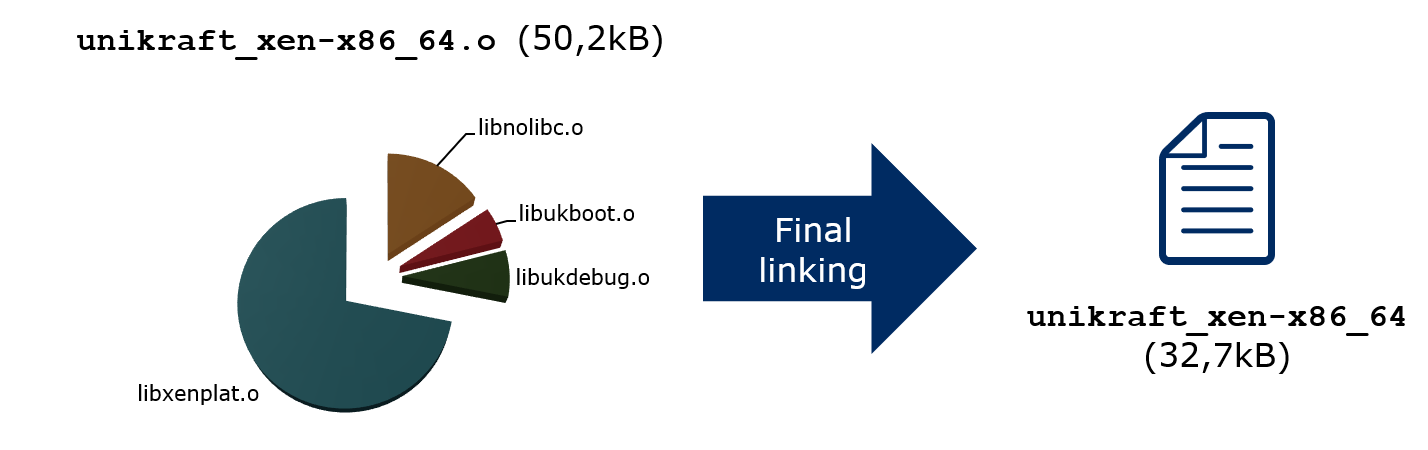 unikraft_xen-x86_64.o (50,2kB)
libnolibc.o
libukboot.o
libukdebug.o
libxenplat.o
Final
linking
unikraft_xen-x86_64
(32,7kB)